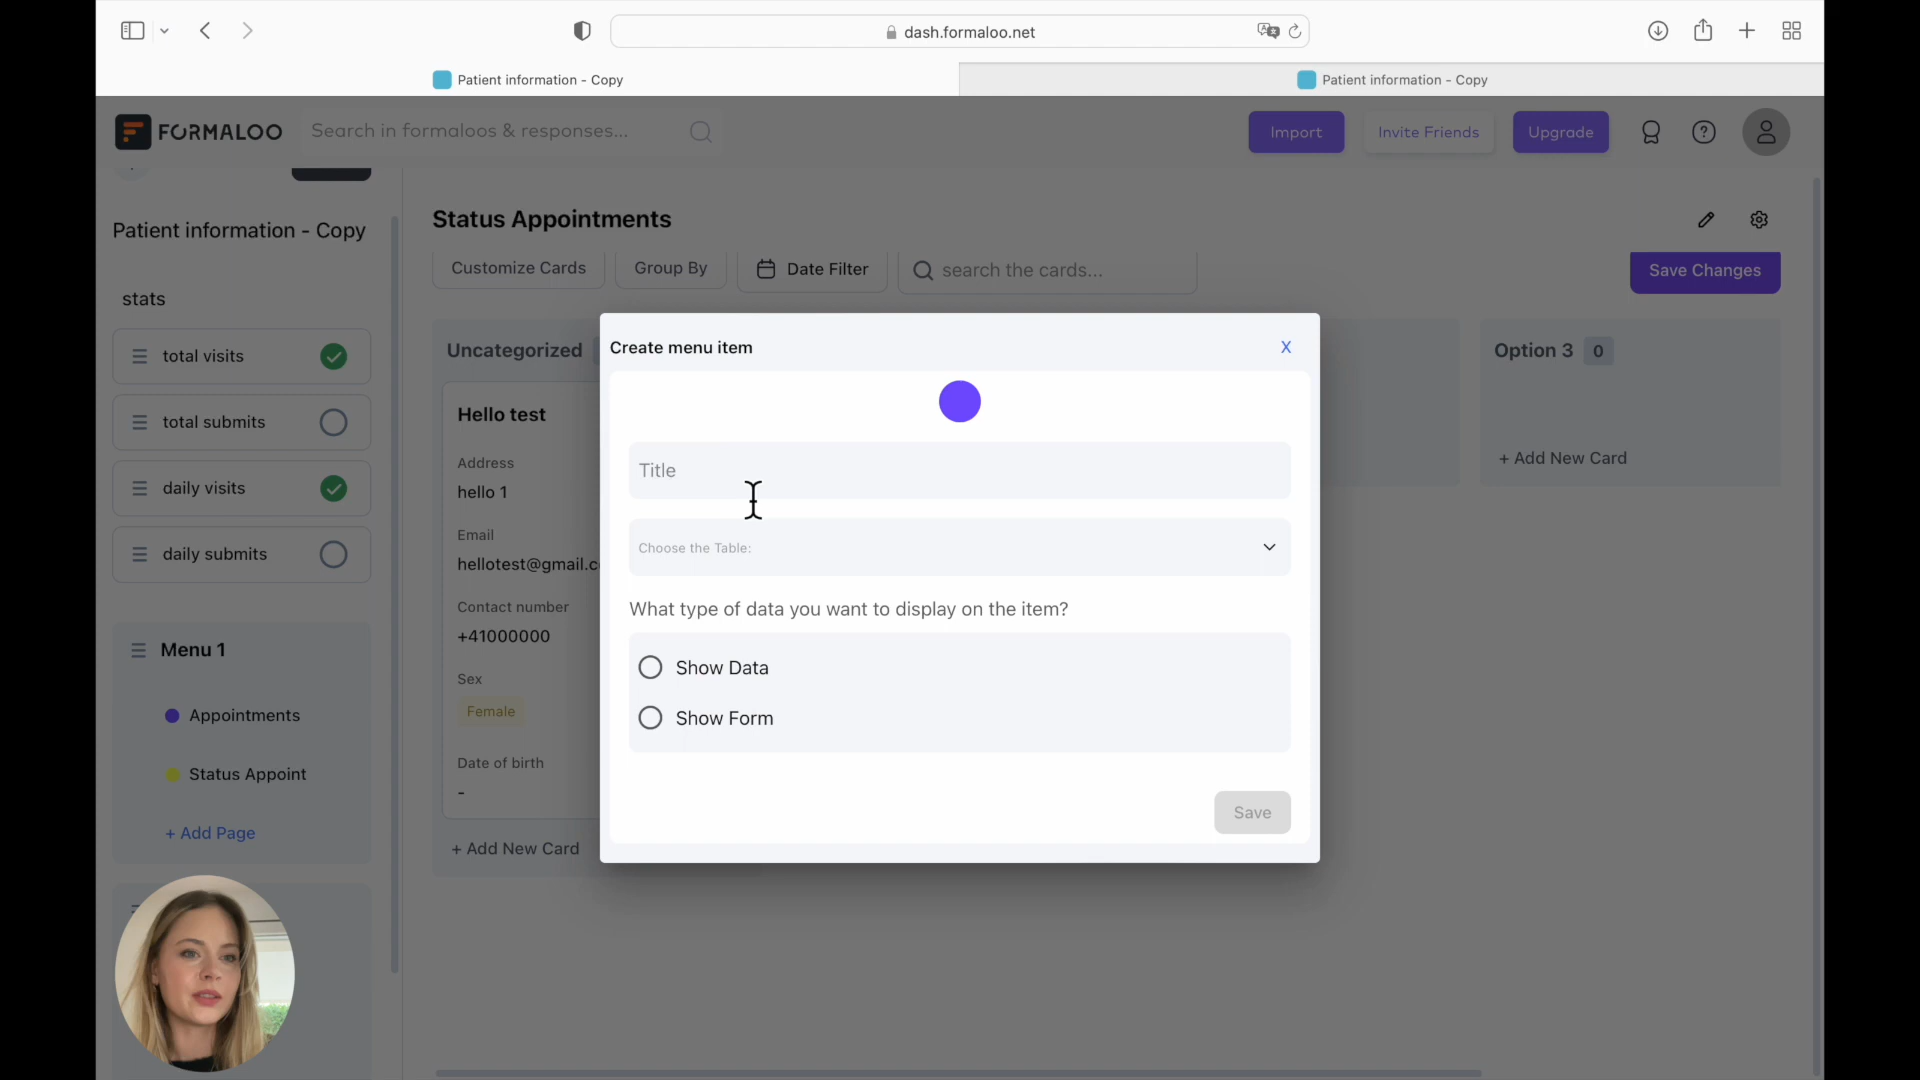 dash.formaloo.net
Patient information - Copy
Patient information - Copy
FORMALOO
Search in formaloos & responses...
Import
Invite Friends
Upgrade
Patient information - Copy
stats
total visits
total submits
daily visits
daily submits
Menu 1
Appointments
Status Appoint
+ Add Page
Status Appointments
Customize Cards
Group By
Date Filter
search the cards...
Save Changes
Uncategorized
Hello test
Address
hello 1
Email
hellotest@gmail.c
Contact number
+41000000
Sex
Female
Date of birth
-
+ Add New Card
Create menu item
X
Title
Choose the Table:
What type of data you want to display on the item?
Show Data
Show Form
Save
Option 3 0
+ Add New Card